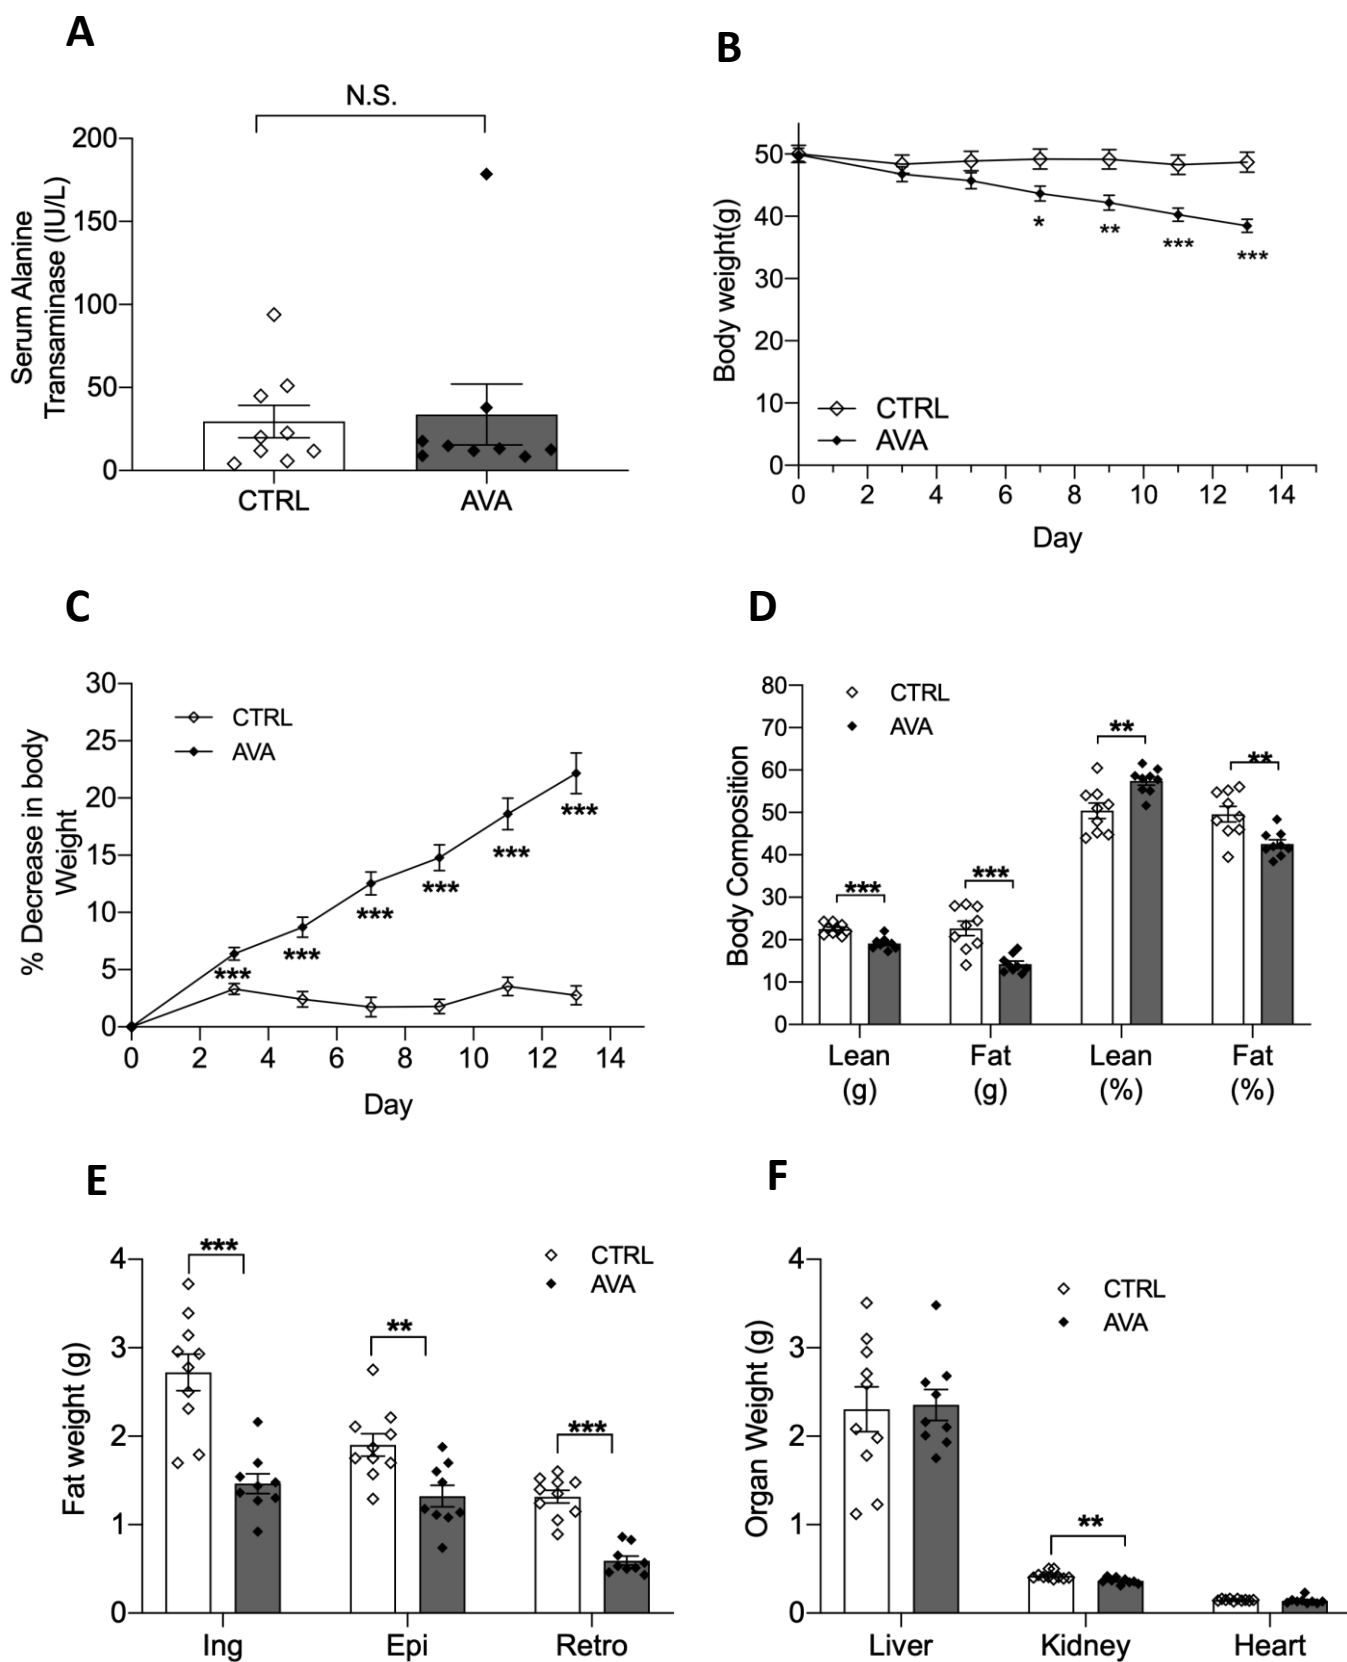 A
N.S.
200
150
100
50
0
Serum Alanine
Transaminase (IU/L)
CTRL
AVA
B
50
40
30
20
10
0
Body weight(g)
CTRL
AVA
*
**
***
***
0 2 4 6 8 10 12 14
Day
C
30
25
20
15
10
5
0
% Decrease in body
Weight
CTRL
AVA
***
***
***
***
***
***
0 2 4 6 8 10 12 14
Day
D
80
70
60
50
40
30
20
10
0
Body Composition
CTRL
AVA
***
***
**
**
Lean
(g)
Fat
(g)
Lean
(%)
Fat
(%)
E
4
3
2
1
0
Fat weight (g)
CTRL
AVA
***
**
***
Ing
Epi
Retro
F
4
3
2
1
0
Organ Weight (g)
CTRL
AVA
**
Liver
Kidney
Heart